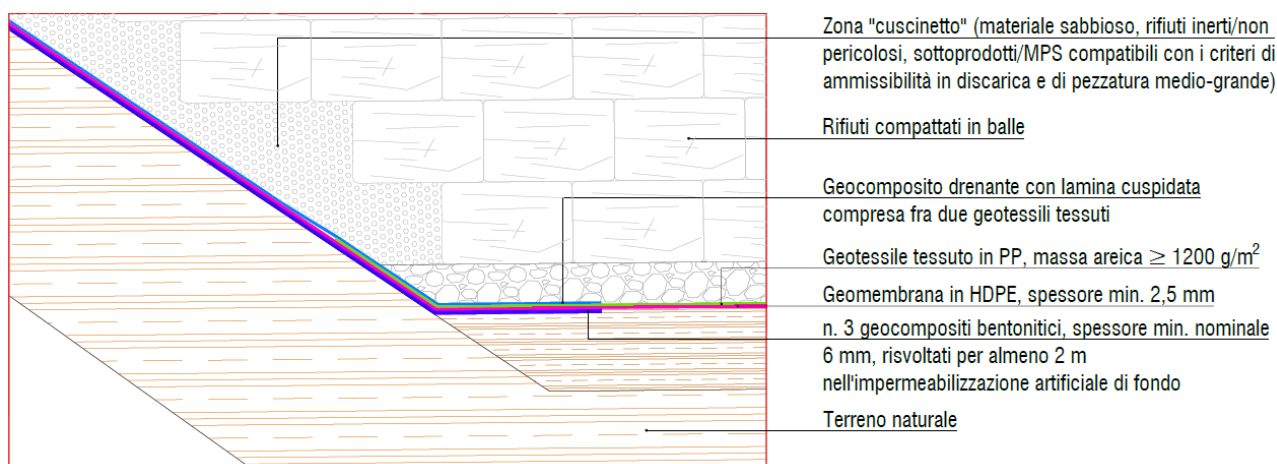 Zona "cuscinetto" (materiale sabbioso, rifiuti inerti/non
pericolosi, sottoprodotti/MPS compatibili con i criteri di
ammissibilità in discarica e di pezzatura medio-grande)
Rifiuti compattati in balle
Geocomposito drenante con lamina cuspidata
compresa fra due geotessili tessuti
Geotessile tessuto in PP, massa areica ≥ 1200 g/m²
Geomembrana in HDPE, spessore min. 2,5 mm
n. 3 geocompositi bentonitici, spessore min. nominale
6 mm, risvoltati per almeno 2 m
nell'impermeabilizzazione artificiale di fondo
Terreno naturale